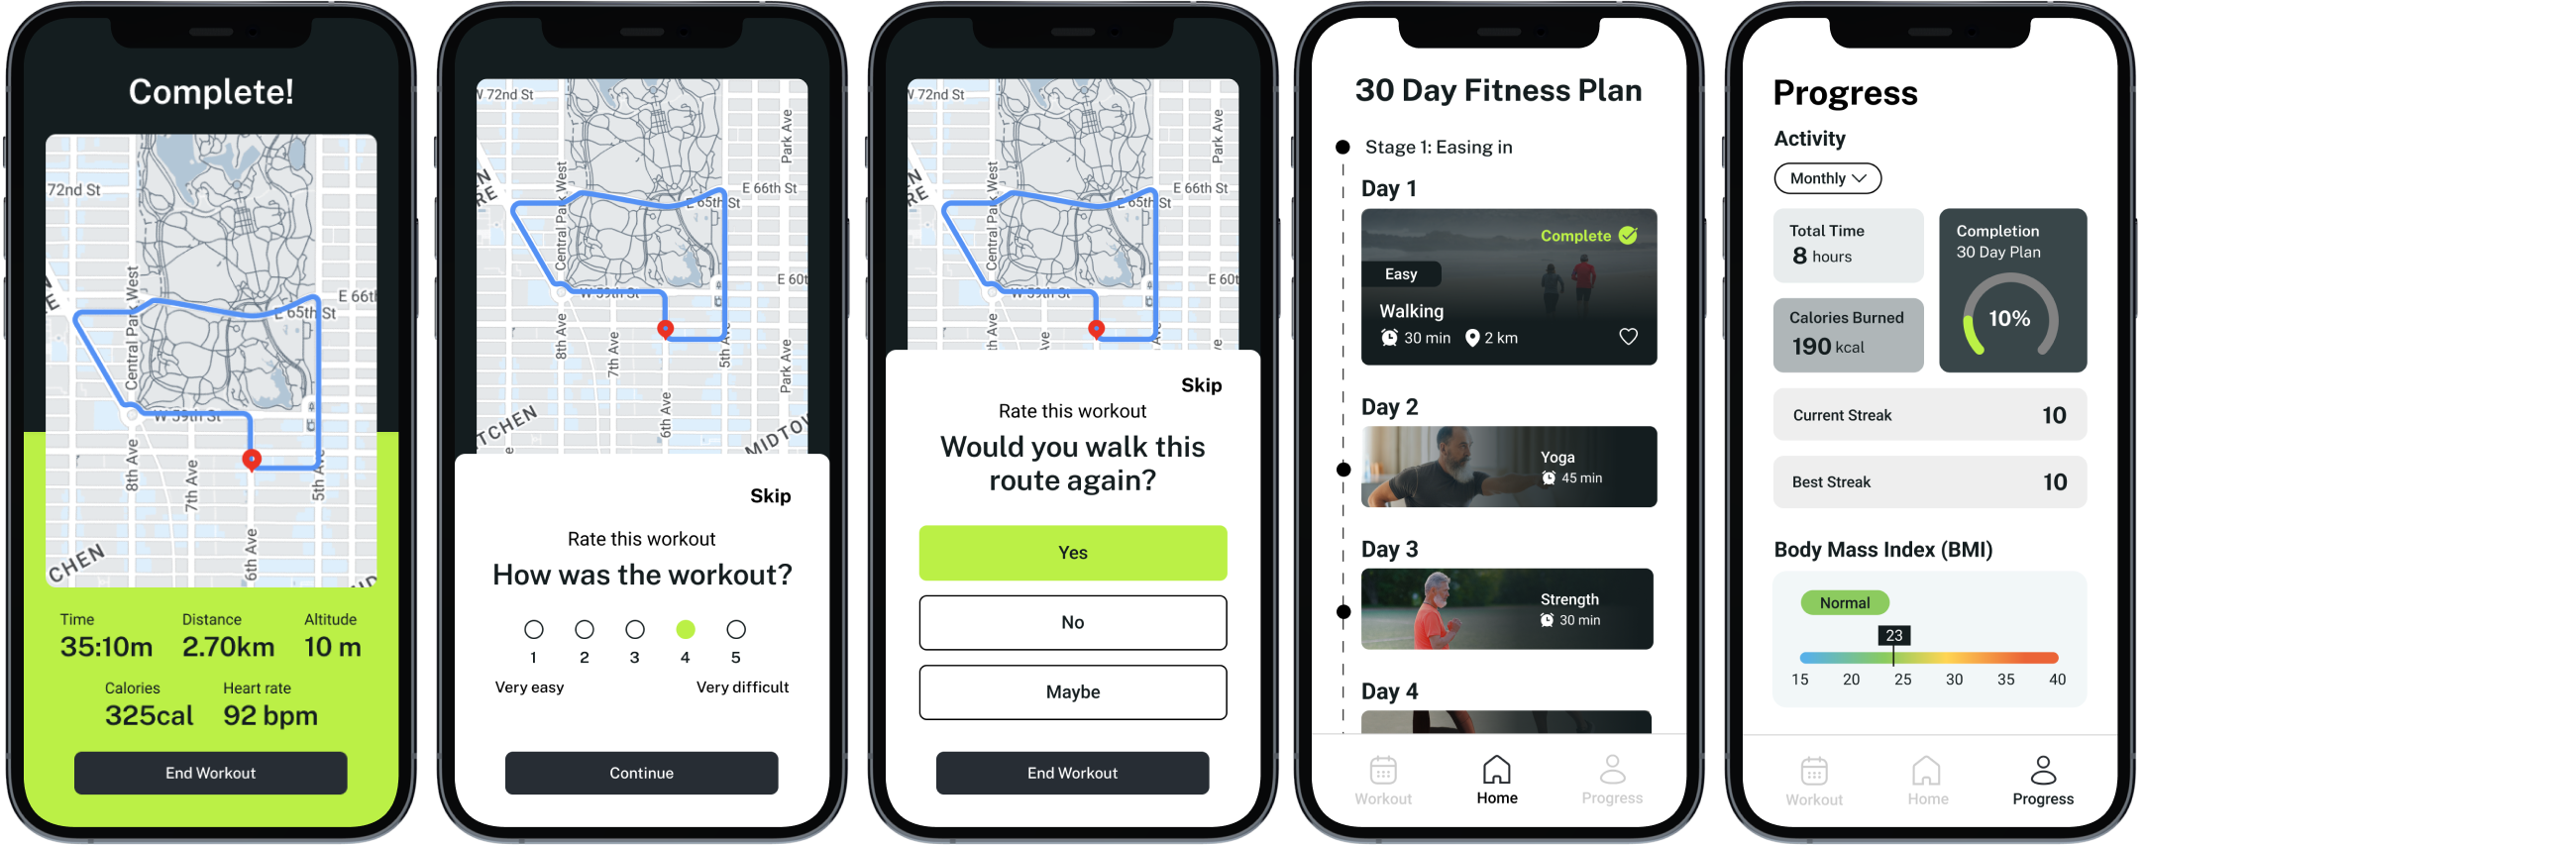 Complete!
72nd St
Central Park West
E 66th
E 65th St
W 59th St
8th Ave
7th Ave
6th Ave
5th Ave
CHEN
Time
35:10m
Distance
2.70km
Altitude
10 m
Calories
325cal
Heart rate
92 bpm
End Workout
W 72nd St
Park Ave
Central Park West
E 66th St
E 65th St
E 60t
W 59th St
8th Ave
7th Ave
6th Ave
5th Ave
Park Ave
TCHEN
MIDTOW
Skip
Rate this workout
How was the workout?
1 2 3 4 5
Very easy
Very difficult
Continue
W 72nd St
Park Ave
Central Park West
E 66th St
E 65th St
E 60t
W 59th St
Skip
Rate this workout
Would you walk this
route again?
Yes
No
Maybe
End Workout
30 Day Fitness Plan
Stage 1: Easing in
Day 1
Complete
Easy
Walking
30 min 2 km
Day 2
Yoga
45 min
Day 3
Strength
30 min
Day 4
Workout Home Progress
Progress
Activity
Monthly
Total Time
8 hours
Calories Burned
190 kcal
Completion
30 Day Plan
10%
Current Streak 10
Best Streak 10
Body Mass Index (BMI)
Normal
23
15 20 25 30 35 40
Workout Home Progress